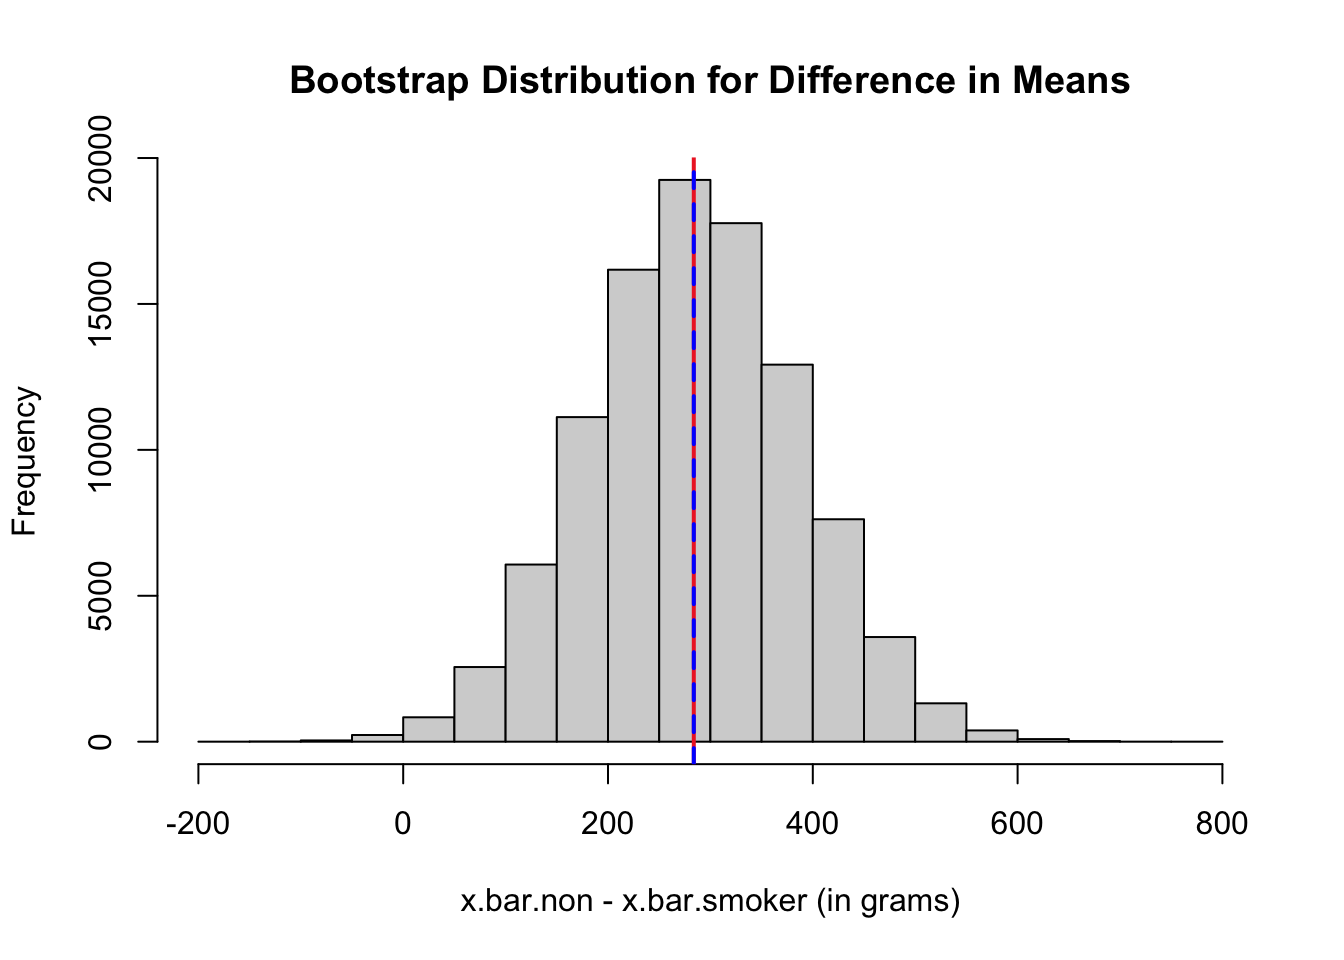 Bootstrap Distribution for Difference in Means
Frequency
20000
15000
10000
5000
0
-200 0 200 400 600 800
x.bar.non - x.bar.smoker (in grams)